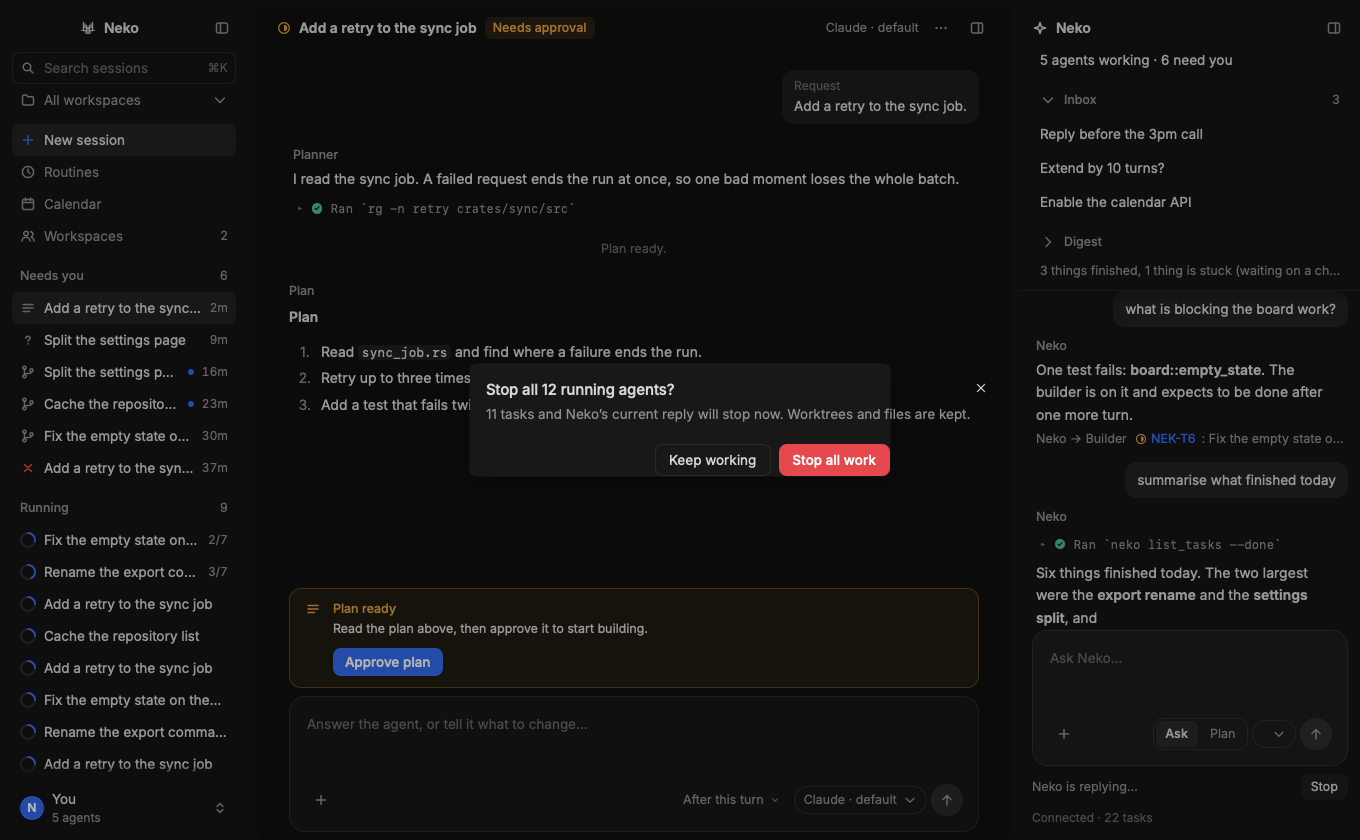 Neko
Search sessions ⌘K
All workspaces
New session
Routines
Calendar
Workspaces 2
Needs you 6
Add a retry to the sync... 2m
Split the settings page 9m
Split the settings p... 16m
Cache the reposito... 23m
Fix the empty state o... 30m
Add a retry to the syn... 37m
Running 9
Fix the empty state on... 2/7
Rename the export co... 3/7
Add a retry to the sync job
Cache the repository list
Add a retry to the sync job
Fix the empty state on the...
Rename the export comma...
Add a retry to the sync job
N
You
5 agents
Add a retry to the sync job Needs approval Claude · default
Request
Add a retry to the sync job.
Planner
I read the sync job. A failed request ends the run at once, so one bad moment loses the whole batch.
Ran `rg -n retry crates/sync/src`
Plan ready.
Plan
Plan
1. Read sync_job.rs and find where a failure ends the run.
2. Retry up to three times
3. Add a test that fails twi
Stop all 12 running agents?
11 tasks and Neko’s current reply will stop now. Worktrees and files are kept.
Keep working Stop all work
Plan ready
Read the plan above, then approve it to start building.
Approve plan
Answer the agent, or tell it what to change...
After this turn Claude · default
Neko
5 agents working · 6 need you
Inbox 3
Reply before the 3pm call
Extend by 10 turns?
Enable the calendar API
Digest
3 things finished, 1 thing is stuck (waiting on a ch...
what is blocking the board work?
Neko
One test fails: board::empty_state. The
builder is on it and expects to be done after
one more turn.
Neko → Builder NEK-T6 : Fix the empty state o...
summarise what finished today
Neko
Ran `neko list_tasks --done`
Six things finished today. The two largest
were the export rename and the settings
split, and
Ask Neko...
Ask Plan
Neko is replying... Stop
Connected · 22 tasks